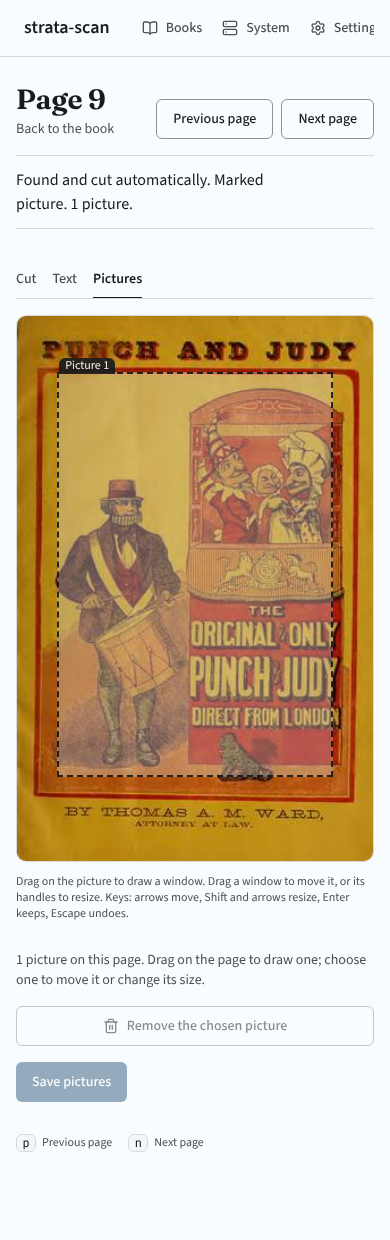 strata-scan
Books
System
Setting
Page 9
Back to the book
Previous page
Next page
Found and cut automatically. Marked
picture. 1 picture.
Cut
Text
Pictures
PUNCH AND JUDY
Picture 1
THE
ORIGINAL & ONLY
PUNCH & JUDY
DIRECT FROM LONDON
BY THOMAS A. M. WARD,
ATTORNEY AT LAW.
Drag on the picture to draw a window. Drag a window to move it, or its
handles to resize. Keys: arrows move, Shift and arrows resize, Enter
keeps, Escape undoes.
1 picture on this page. Drag on the page to draw one; choose
one to move it or change its size.
Remove the chosen picture
Save pictures
p Previous page
n Next page